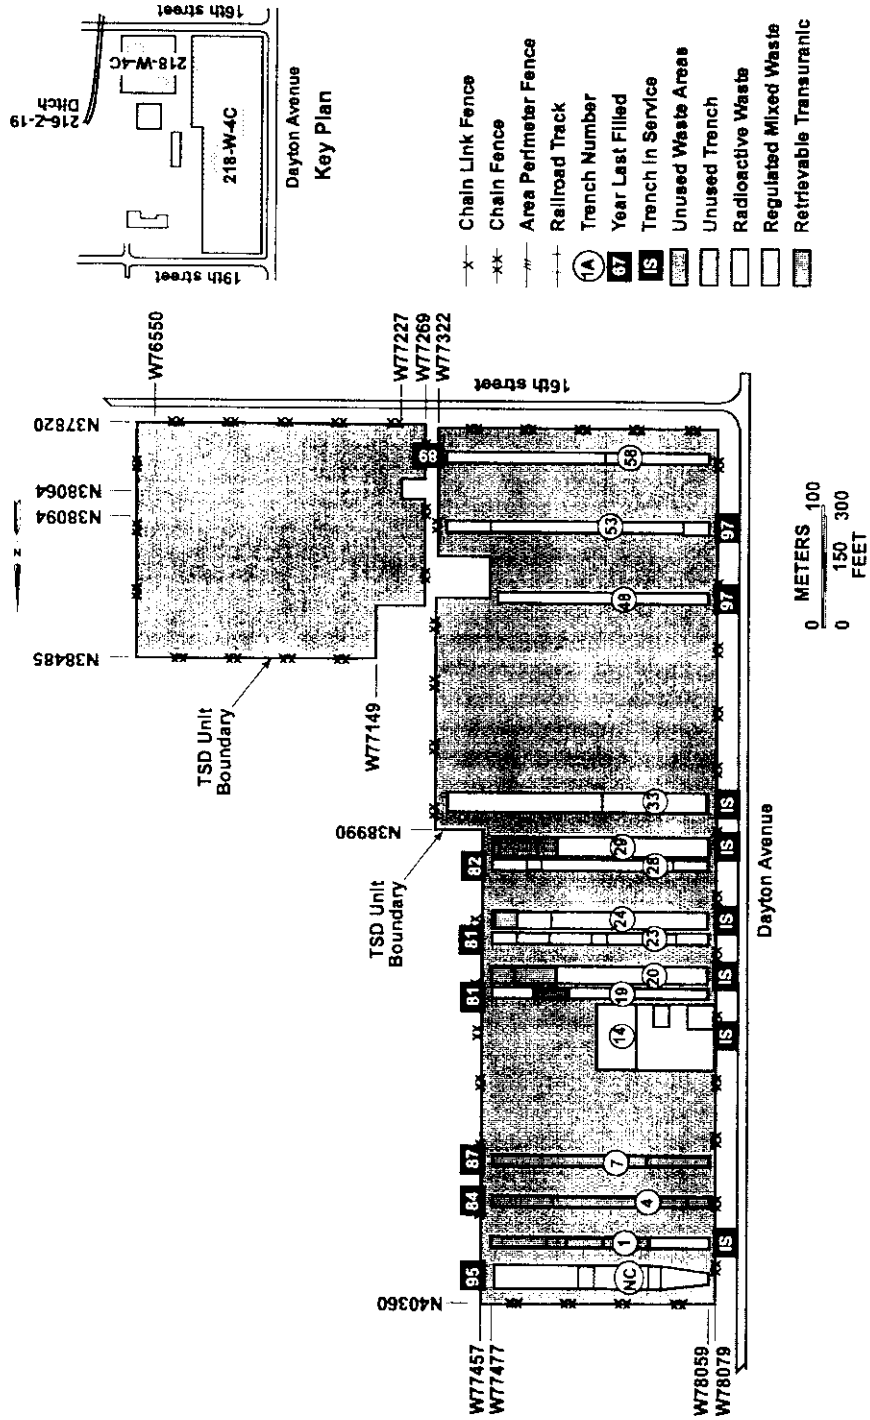 216-Z-19
Ditch
16th street
218-W-4C
218-W-4C
19th street
Dayton Avenue
Key Plan
Chain Link Fence
Chain Fence
Area Perimeter Fence
Railroad Track
1A Trench Number
67 Year Last Filled
IS Trench In Service
Unused Waste Areas
Unused Trench
Radioactive Waste
Regulated Mixed Waste
Retrievable Transuranic
N
W76550
W77227
W77269
W77322
N37820
N38064
N38094
N38485
16th street
TSD Unit
Boundary
W77149
N38990
TSD Unit
Boundary
89
58
53
97
48
97
33
IS
82
29
28
IS
81
24
23
IS
81
20
19
IS
14
IS
87
7
84
4
1
IS
95
NC
N40360
W77457
W77477
W78059
W78079
Dayton Avenue
0 METERS 100
0 150 300
FEET